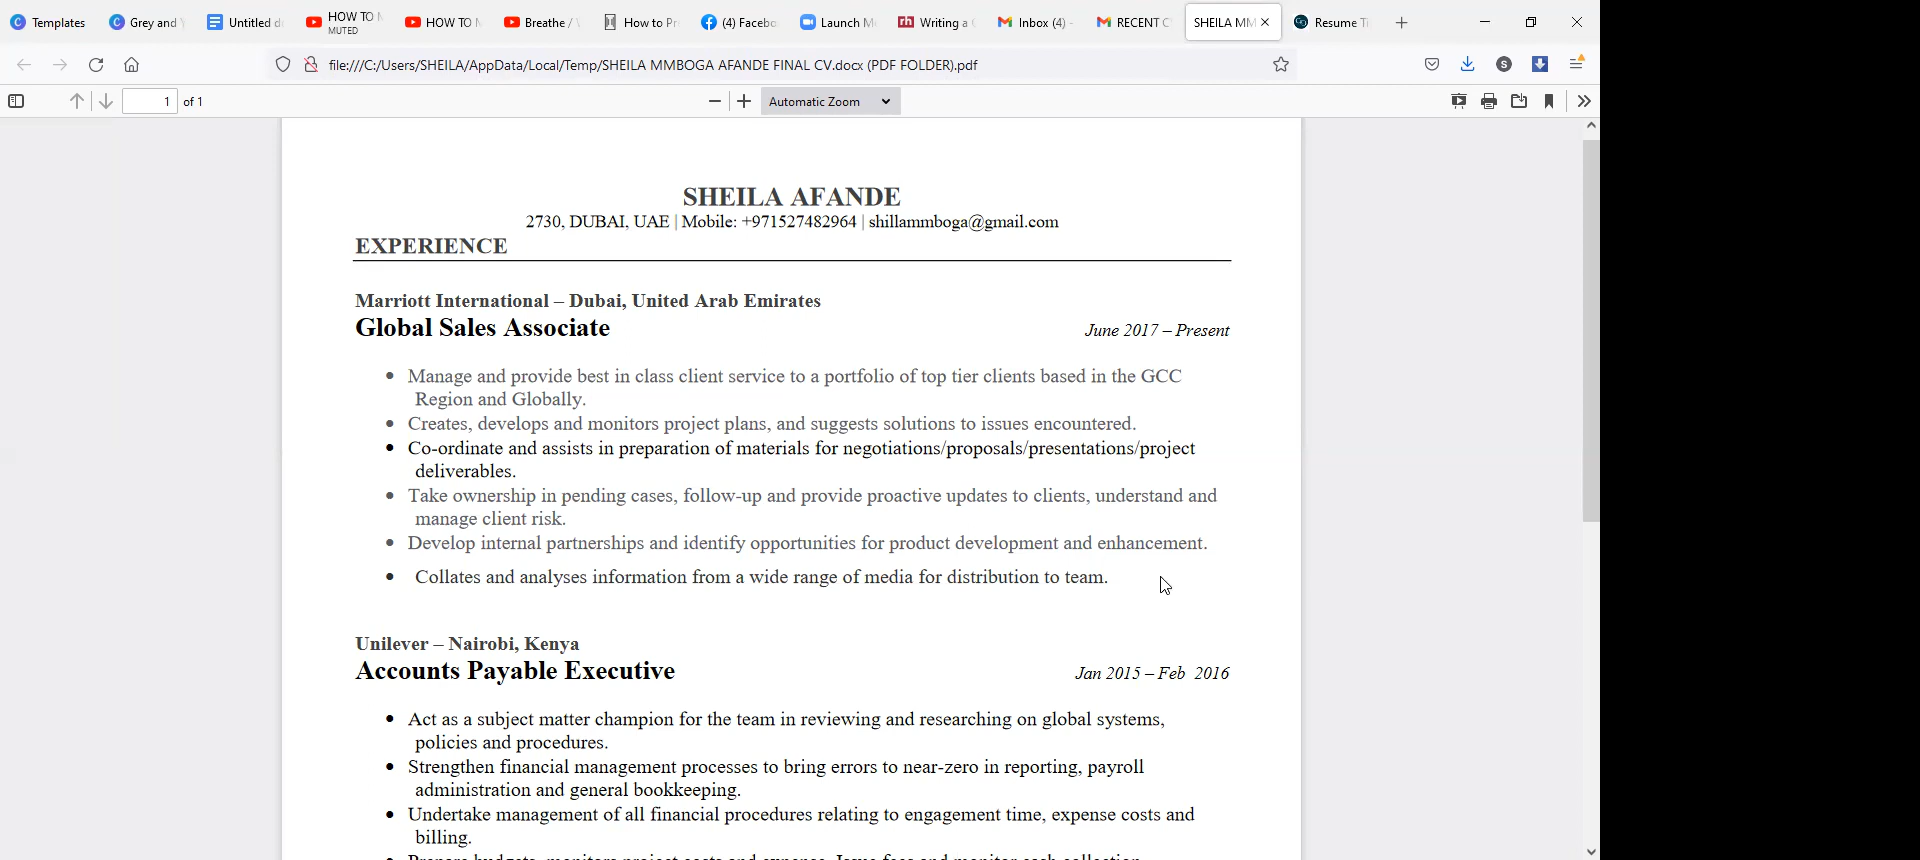 Templates
Grey and
Untitled d
HOW TO
MUTED
HOW TO
Breathe /
How to Pr
(4) Facebo
Launch M
Writing a
Inbox (4) -
RECENT C
SHEILA MM
Resume Ti
file:///C:/Users/SHEILA/AppData/Local/Temp/SHEILA MMBOGA AFANDE FINAL CV.docx (PDF FOLDER).pdf
S
1 of 1
Automatic Zoom
SHEILA AFANDE
2730, DUBAI, UAE | Mobile: +971527482964 | shillammboga@gmail.com
EXPERIENCE
Marriott International – Dubai, United Arab Emirates
Global Sales Associate June 2017 – Present
• Manage and provide best in class client service to a portfolio of top tier clients based in the GCC
Region and Globally.
• Creates, develops and monitors project plans, and suggests solutions to issues encountered.
• Co-ordinate and assists in preparation of materials for negotiations/proposals/presentations/project
deliverables.
• Take ownership in pending cases, follow-up and provide proactive updates to clients, understand and
manage client risk.
• Develop internal partnerships and identify opportunities for product development and enhancement.
• Collates and analyses information from a wide range of media for distribution to team.
Unilever – Nairobi, Kenya
Accounts Payable Executive Jan 2015 – Feb 2016
• Act as a subject matter champion for the team in reviewing and researching on global systems,
policies and procedures.
• Strengthen financial management processes to bring errors to near-zero in reporting, payroll
administration and general bookkeeping.
• Undertake management of all financial procedures relating to engagement time, expense costs and
billing.